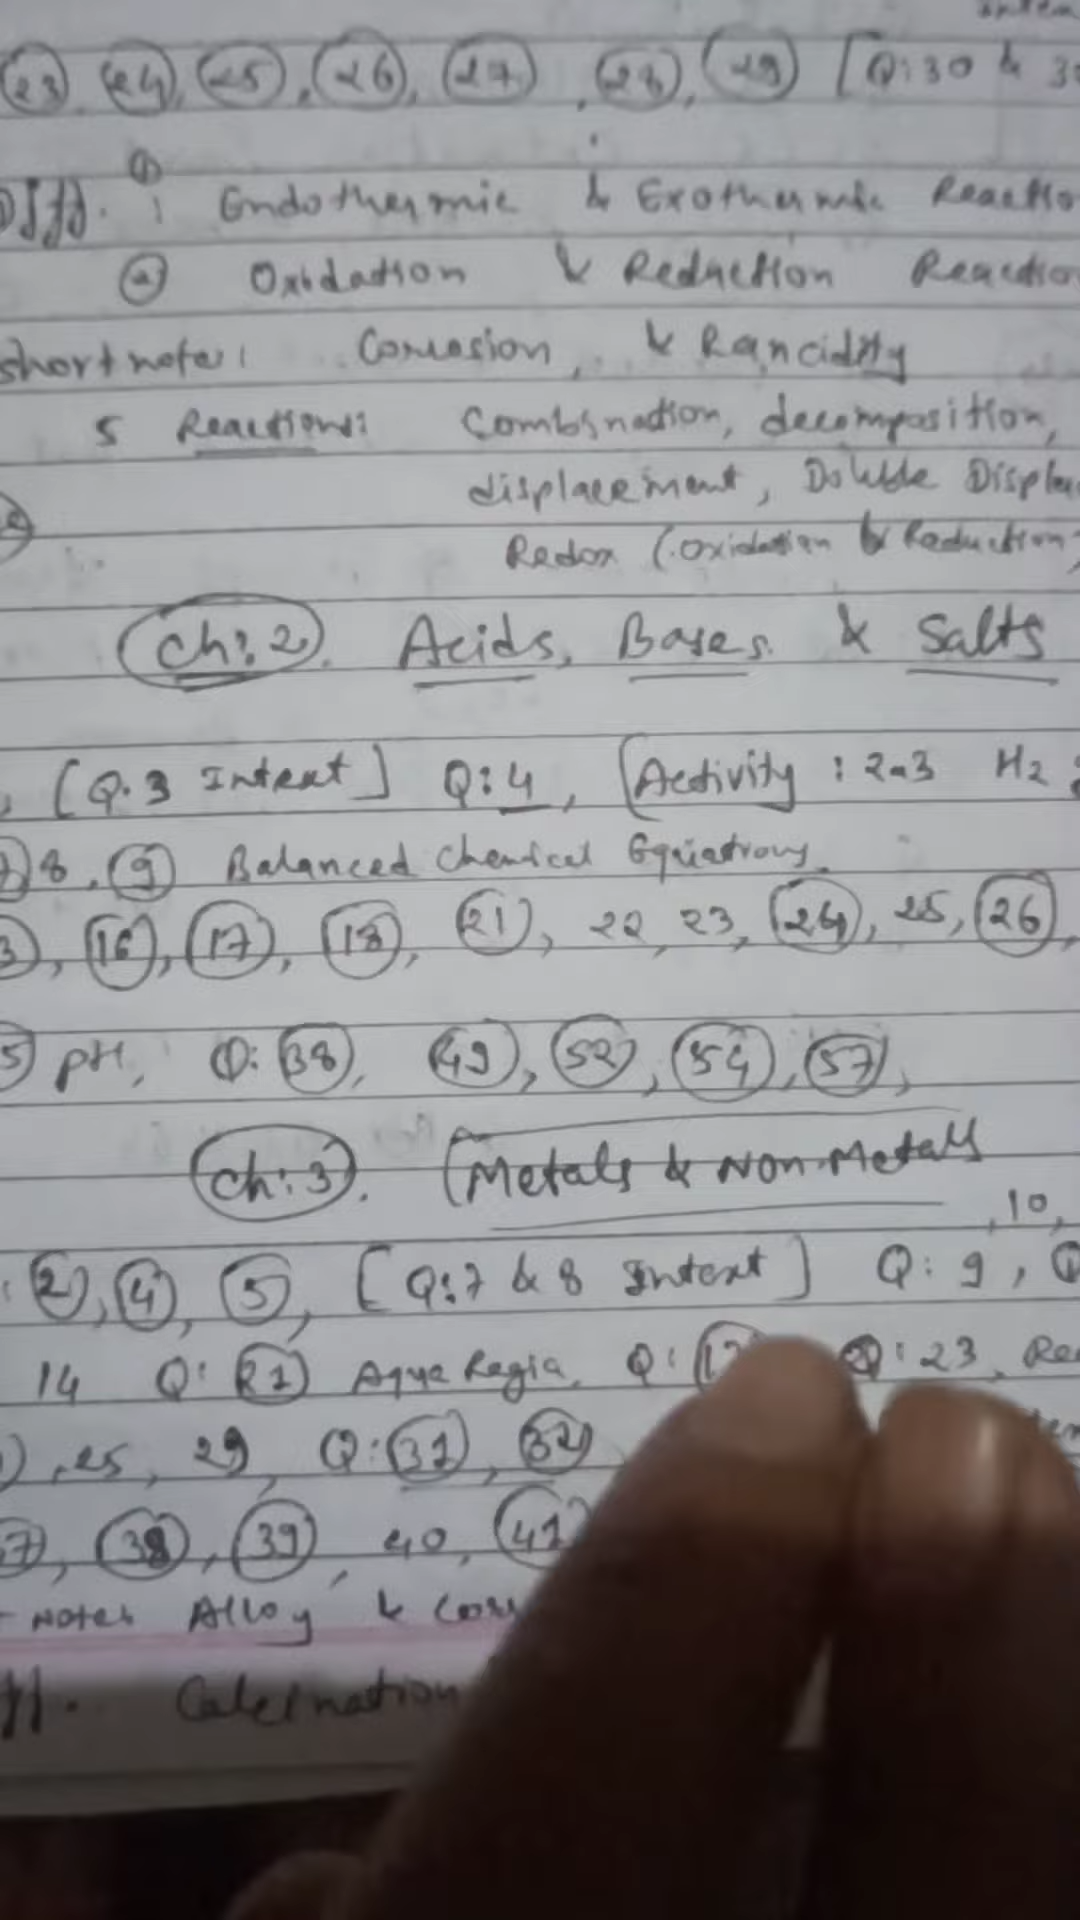 23, 24, 25, 26, 27, 28, 29 [Q:30 &
Diff. : ① Endothermic & Exothermic Reactio
② Oxidation & Reduction Reactio
Short note: Corrosion, & Rancidity
5 Reactions: Combination, decomposition,
displacement, Double Displac
Redox (Oxidation & Reduction)
Ch:2. Acids, Bases & Salts
, [Q.3 Intext] Q:4, [Activity : 2.3 H2
8, 9 Balanced Chemical Equations
, 16, 17, 18, 21, 22, 23, 24, 25, 26,
pH, Q: 38, 49, 52, 54, 57,
Ch:3. Metals & Non-Metals
, 10,
2, 4, 5, [Q:7 & 8 Intext] Q: 9,
14 Q: 21 Aqua Regia, Q: Q: 23,
, 25, 29, Q: 31, 32
, 38, 39, 40, 41
Notes Alloy &
Calcination